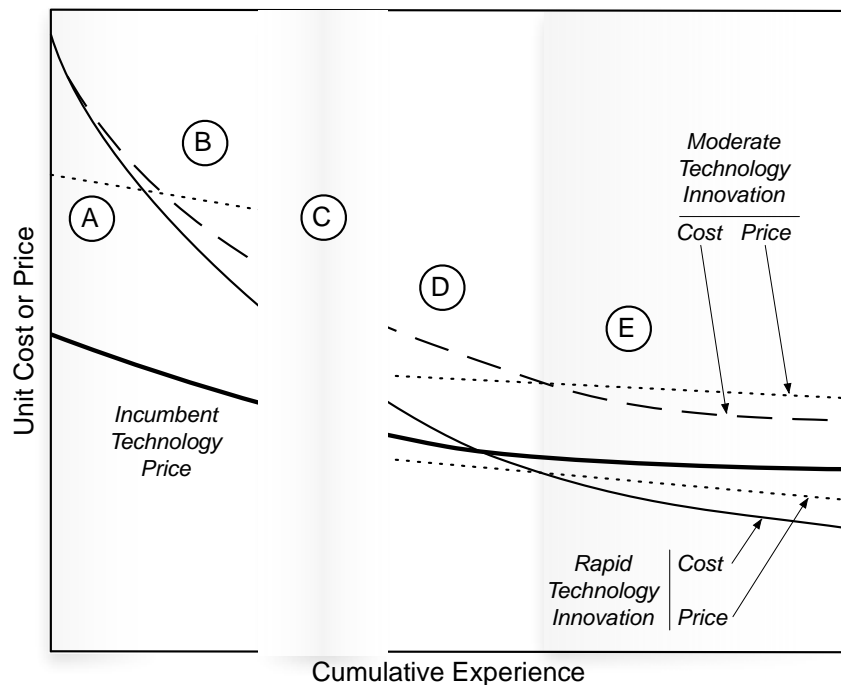 B
A
C
D
E
Moderate
Technology
Innovation
Cost Price
Incumbent
Technology
Price
Rapid
Technology
Innovation
Cost
Price
Unit Cost or Price
Cumulative Experience